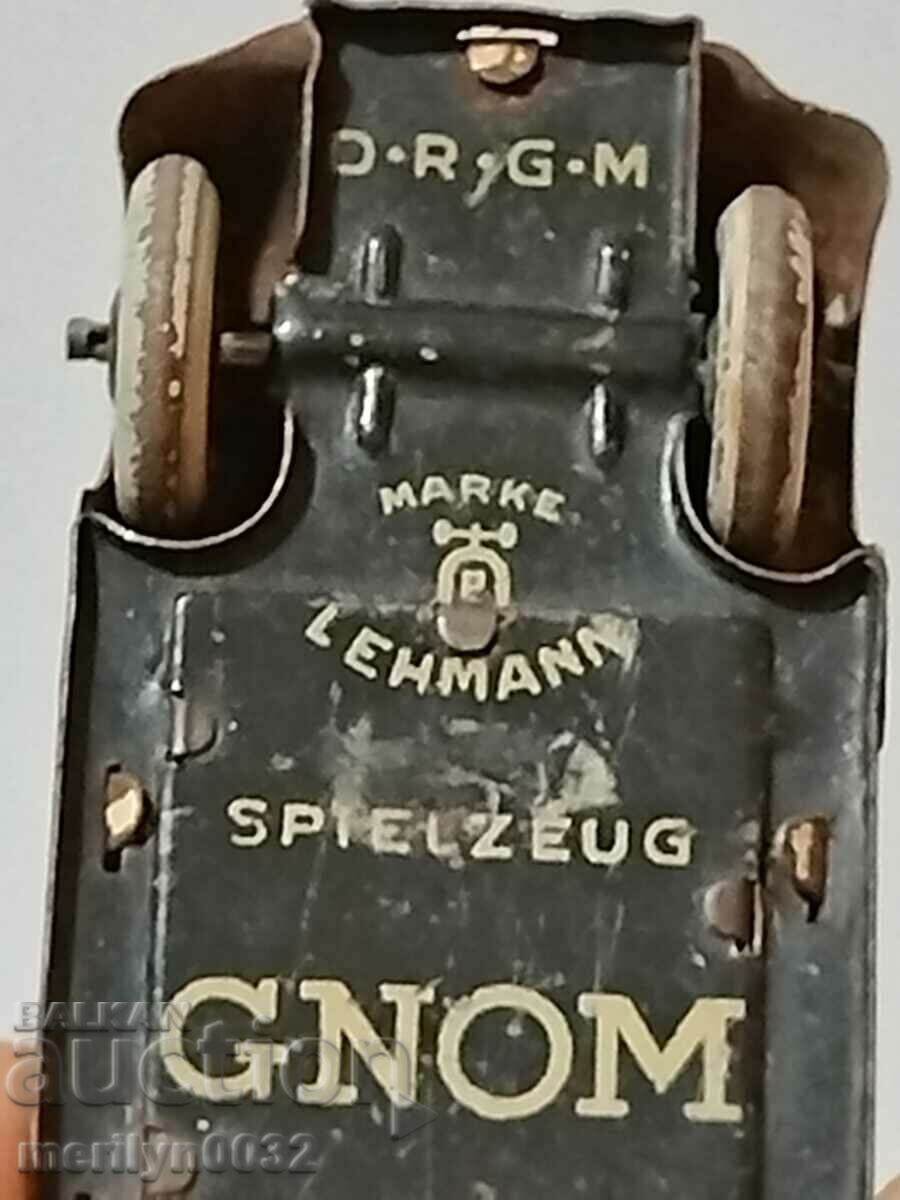 D·R·G·M
MARKE
LEHMANN
SPIELZEUG
GNOM
BALKAN
auction
merilyn0032